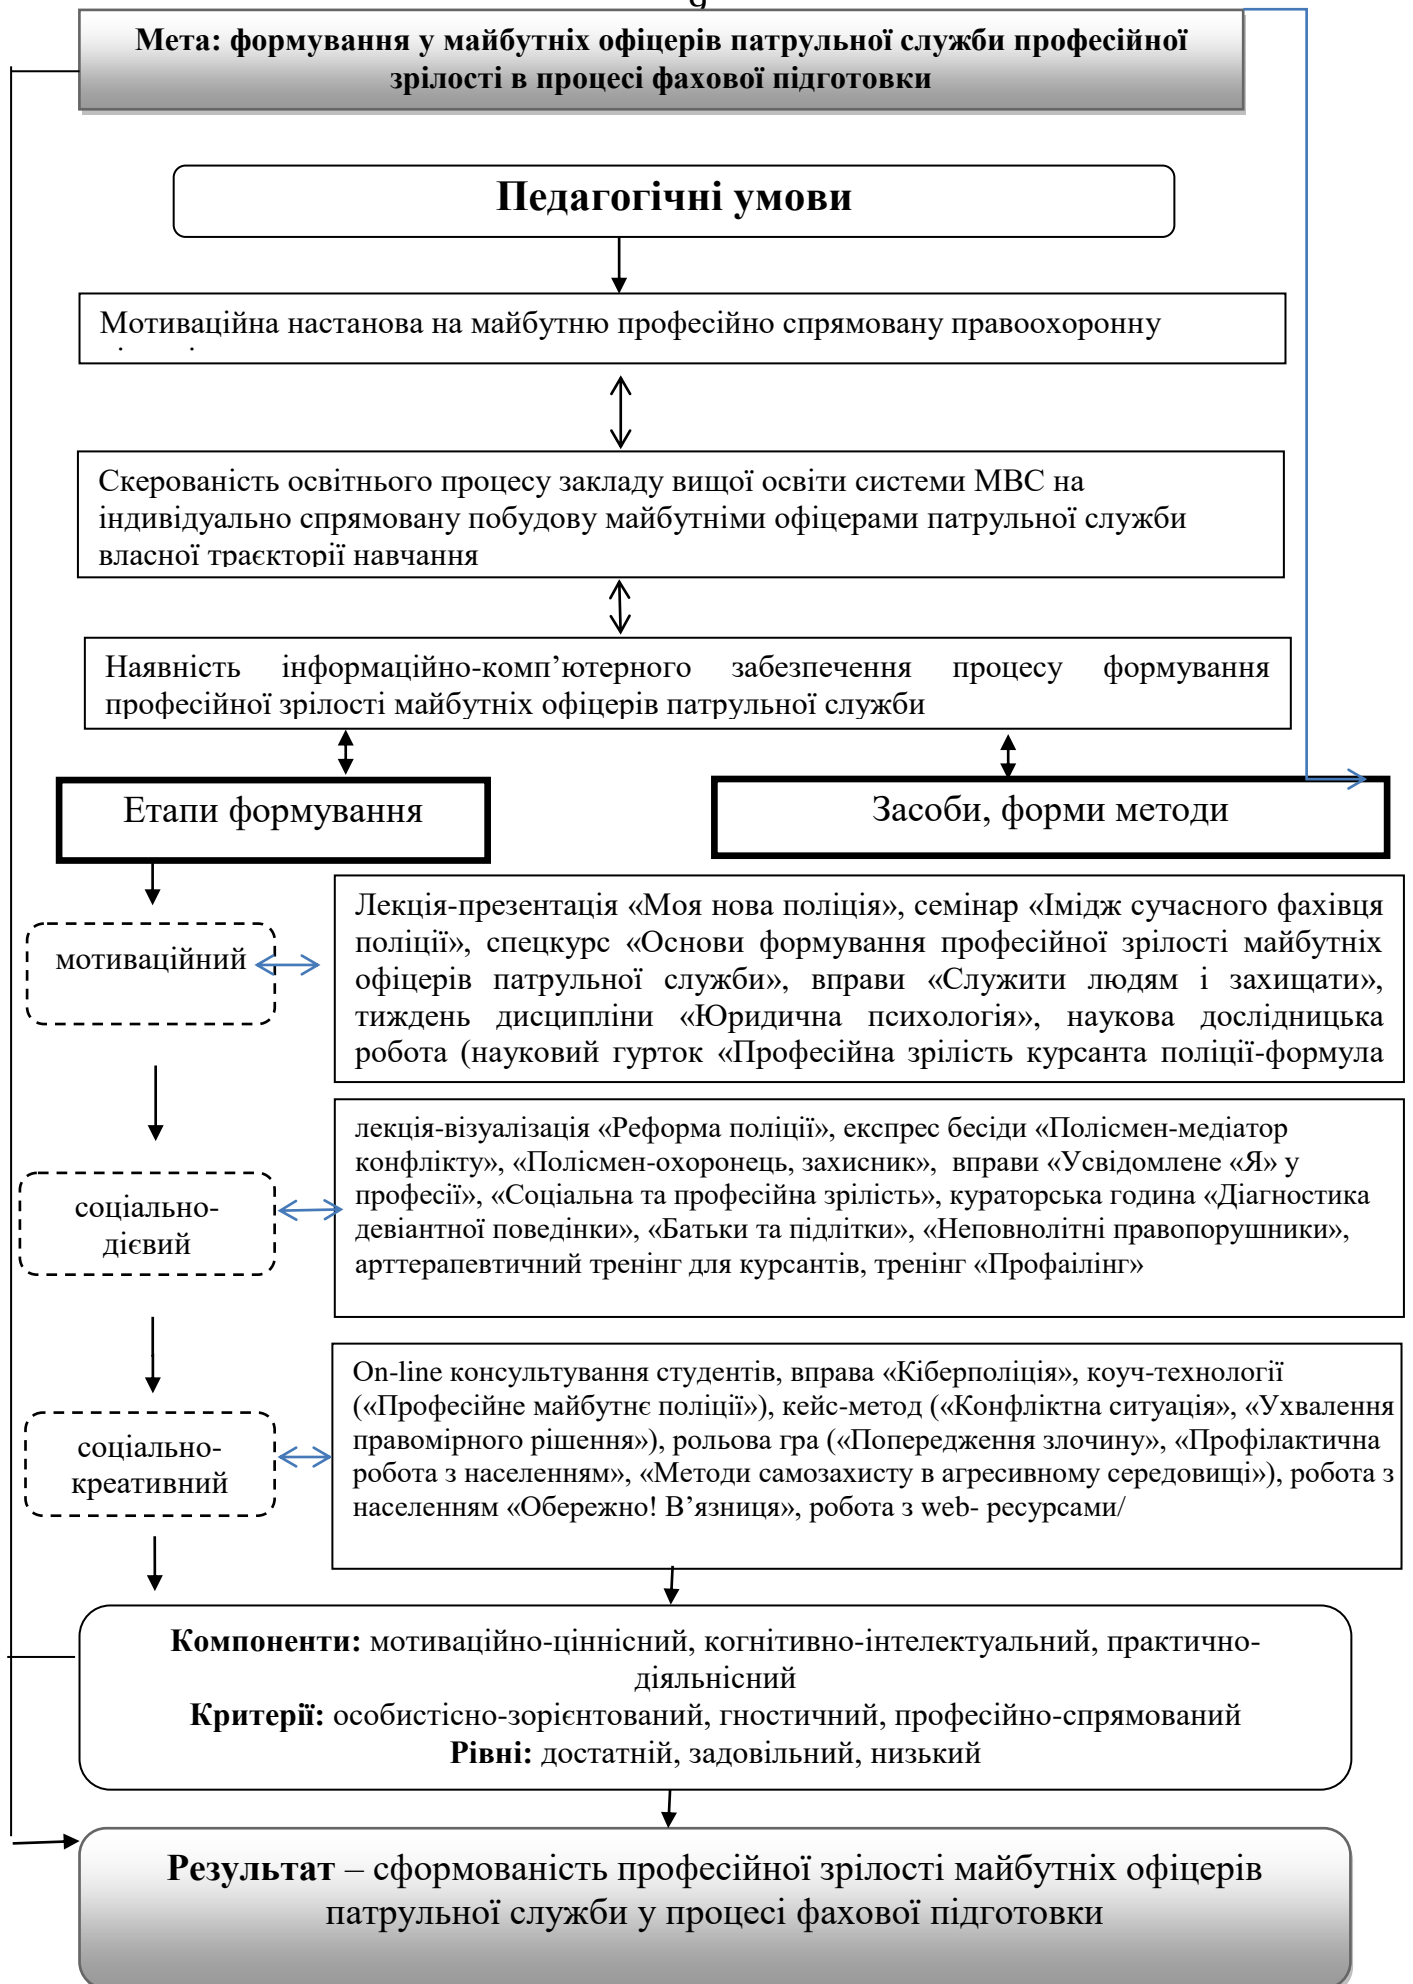 9
Мета: формування у майбутніх офіцерів патрульної служби професійної
зрілості в процесі фахової підготовки
Педагогічні умови
Мотиваційна настанова на майбутню професійно спрямовану правоохоронну
Скерованість освітнього процесу закладу вищої освіти системи МВС на
індивідуально спрямовану побудову майбутніми офіцерами патрульної служби
власної траєкторії навчання
Наявність інформаційно-комп’ютерного забезпечення процесу формування
професійної зрілості майбутніх офіцерів патрульної служби
Етапи формування
Засоби, форми методи
мотиваційний
Лекція-презентація «Моя нова поліція», семінар «Імідж сучасного фахівця
поліції», спецкурс «Основи формування професійної зрілості майбутніх
офіцерів патрульної служби», вправи «Служити людям і захищати»,
тиждень дисципліни «Юридична психологія», наукова дослідницька
робота (науковий гурток «Професійна зрілість курсанта поліції-формула
соціально-
дієвий
лекція-візуалізація «Реформа поліції», експрес бесіди «Полісмен-медіатор
конфлікту», «Полісмен-охоронець, захисник», вправи «Усвідомлене «Я» у
професії», «Соціальна та професійна зрілість», кураторська година «Діагностика
девіантної поведінки», «Батьки та підлітки», «Неповнолітні правопорушники»,
арттерапевтичний тренінг для курсантів, тренінг «Профаілінг»
соціально-
креативний
On-line консультування студентів, вправа «Кіберполіція», коуч-технології
(«Професійне майбутнє поліції»), кейс-метод («Конфліктна ситуація», «Ухвалення
правомірного рішення»), рольова гра («Попередження злочину», «Профілактична
робота з населенням», «Методи самозахисту в агресивному середовищі»), робота з
населенням «Обережно! В’язниця», робота з web- ресурсами/
Компоненти: мотиваційно-ціннісний, когнітивно-інтелектуальний, практично-
діяльнісний
Критерії: особистісно-зорієнтований, гностичний, професійно-спрямований
Рівні: достатній, задовільний, низький
Результат – сформованість професійної зрілості майбутніх офіцерів
патрульної служби у процесі фахової підготовки